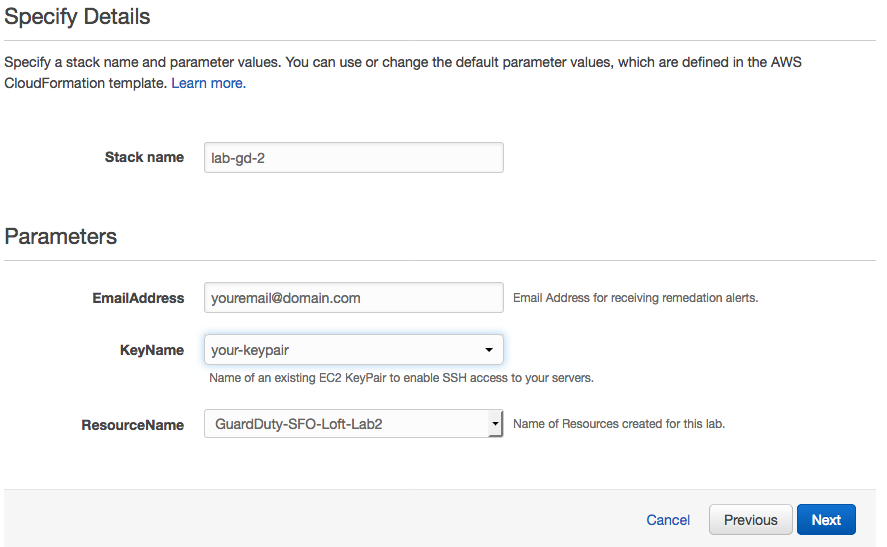 Specify Details
Specify a stack name and parameter values. You can use or change the default parameter values, which are defined in the AWS
CloudFormation template. Learn more.
Stack name
lab-gd-2
Parameters
EmailAddress
youremail@domain.com
Email Address for receiving remedation alerts.
KeyName
your-keypair
Name of an existing EC2 KeyPair to enable SSH access to your servers.
ResourceName
GuardDuty-SFO-Loft-Lab2
Name of Resources created for this lab.
Cancel
Previous
Next